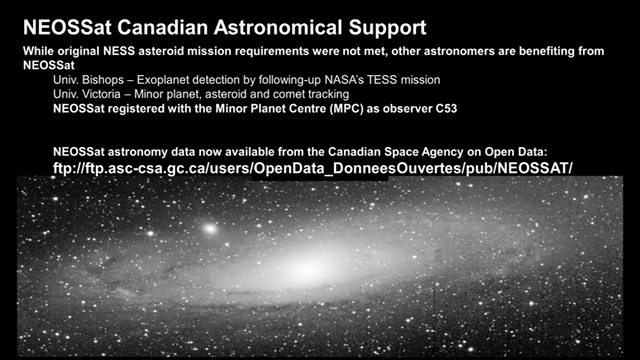 NEOSSat Canadian Astronomical Support
While original NESS asteroid mission requirements were not met, other astronomers are benefiting from
NEOSSat
Univ. Bishops – Exoplanet detection by following-up NASA's TESS mission
Univ. Victoria – Minor planet, asteroid and comet tracking
NEOSSat registered with the Minor Planet Centre (MPC) as observer C53
NEOSSat astronomy data now available from the Canadian Space Agency on Open Data:
ftp://ftp.asc-csa.gc.ca/users/OpenData_DonneesOuvertes/pub/NEOSSAT/